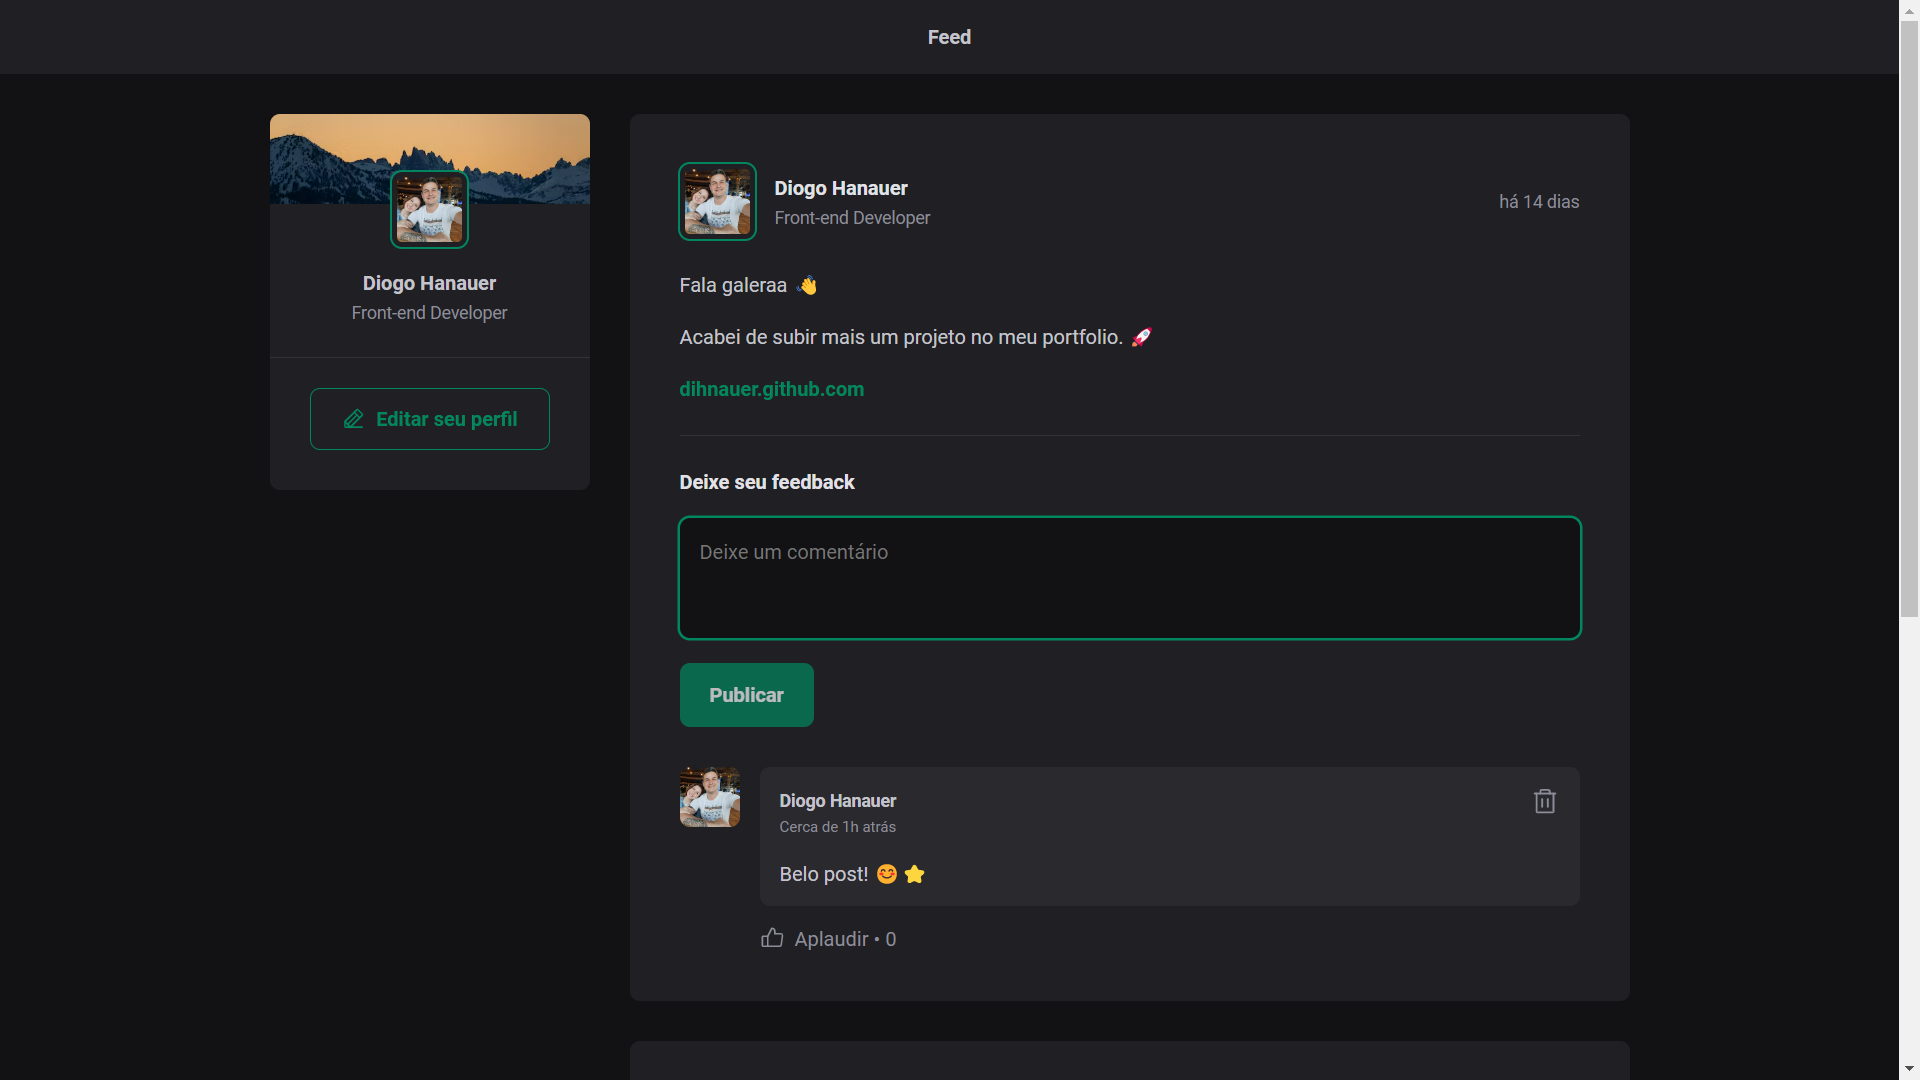 Feed
Diogo Hanauer
Front-end Developer
Editar seu perfil
Diogo Hanauer
Front-end Developer
há 14 dias
Fala galeraa 👋
Acabei de subir mais um projeto no meu portfolio. 🚀
dihnauer.github.com
Deixe seu feedback
Deixe um comentário
Publicar
Diogo Hanauer
Cerca de 1h atrás
Belo post! 😊⭐
Aplaudir • 0